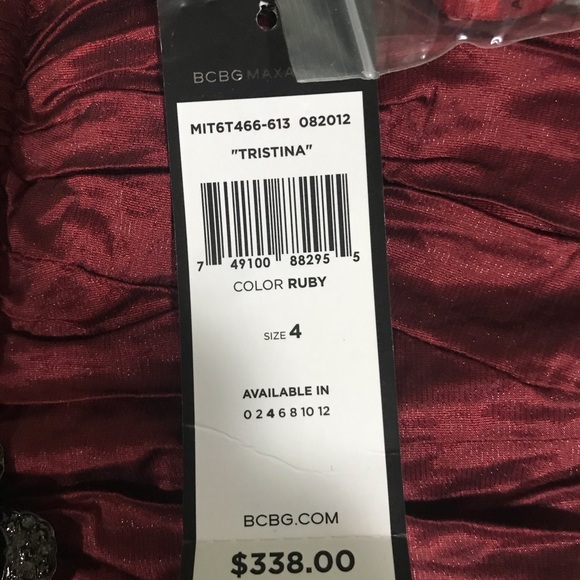 BCBGMAXA
MIT6T466-613 082012
"TRISTINA"
7 49100 88295 5
COLOR RUBY
SIZE 4
AVAILABLE IN
0 2 4 6 8 10 12
BCBG.COM
$338.00